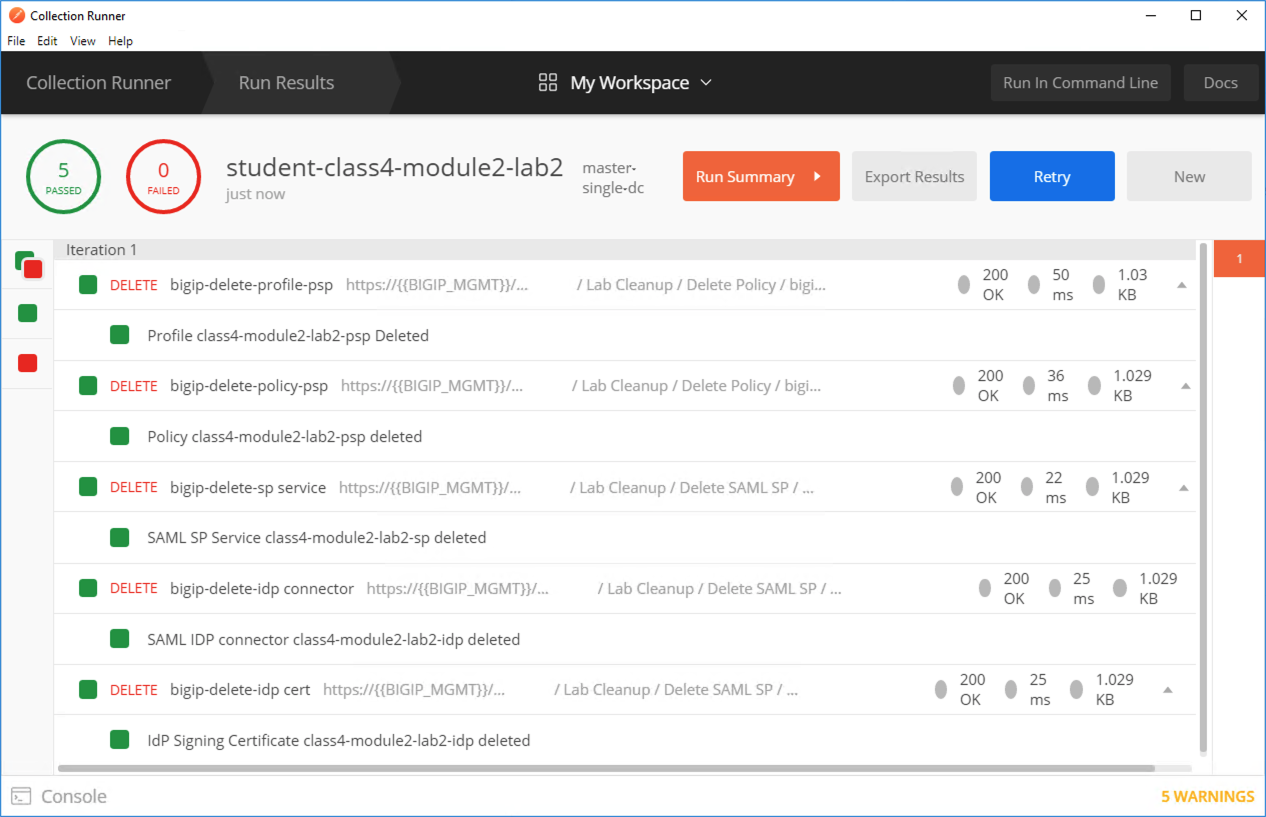 Collection Runner
File Edit View Help
Collection Runner Run Results My Workspace Run In Command Line Docs
5 PASSED
0 FAILED
student-class4-module2-lab2
just now
master-
single-dc
Run Summary Export Results Retry New
Iteration 1
1
DELETE bigip-delete-profile-psp https://{{BIGIP_MGMT}}/... / Lab Cleanup / Delete Policy / bigi... 200 OK 50 ms 1.03 KB
Profile class4-module2-lab2-psp Deleted
DELETE bigip-delete-policy-psp https://{{BIGIP_MGMT}}/... / Lab Cleanup / Delete Policy / bigi... 200 OK 36 ms 1.029 KB
Policy class4-module2-lab2-psp deleted
DELETE bigip-delete-sp service https://{{BIGIP_MGMT}}/... / Lab Cleanup / Delete SAML SP / ... 200 OK 22 ms 1.029 KB
SAML SP Service class4-module2-lab2-sp deleted
DELETE bigip-delete-idp connector https://{{BIGIP_MGMT}}/... / Lab Cleanup / Delete SAML SP / ... 200 OK 25 ms 1.029 KB
SAML IDP connector class4-module2-lab2-idp deleted
DELETE bigip-delete-idp cert https://{{BIGIP_MGMT}}/... / Lab Cleanup / Delete SAML SP / ... 200 OK 25 ms 1.029 KB
IdP Signing Certificate class4-module2-lab2-idp deleted
Console 5 WARNINGS